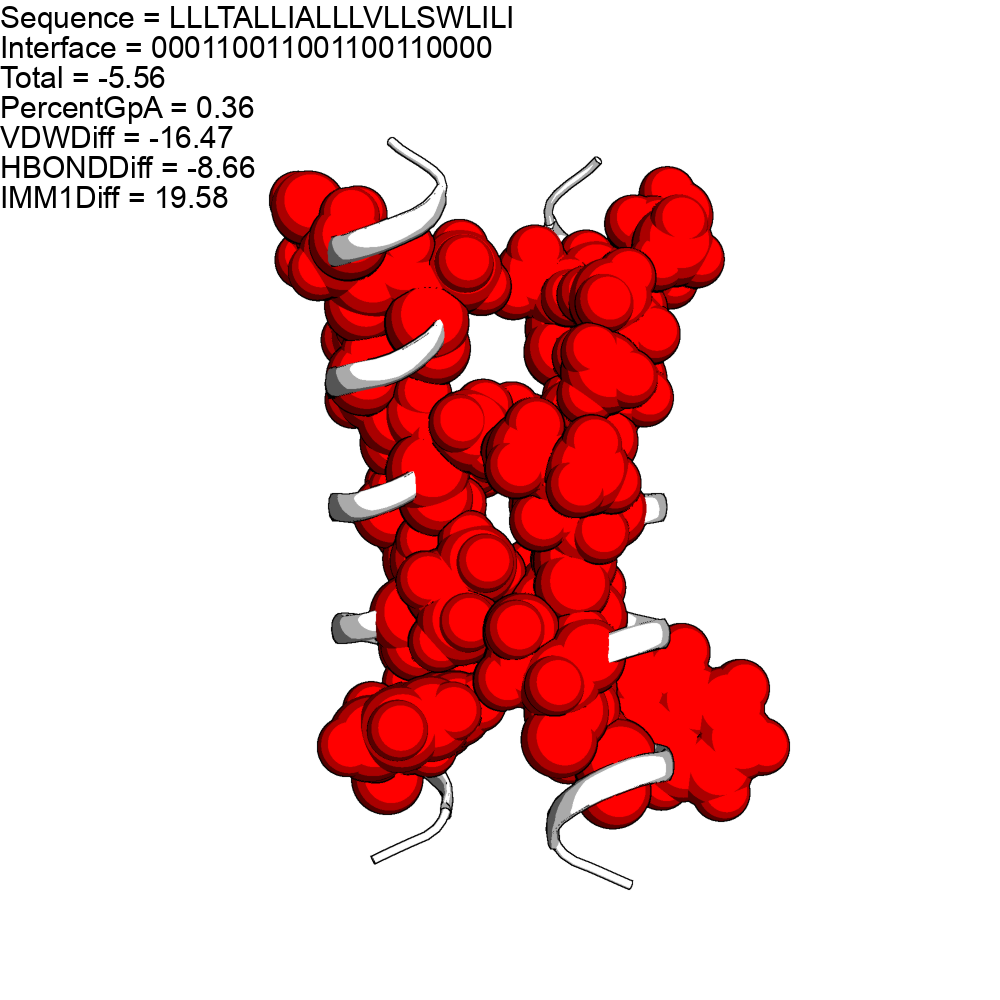 Sequence = LLLTALLIALLLVLLSWLILI
Interface = 000110011001100110000
Total = -5.56
PercentGpA = 0.36
VDWDiff = -16.47
HBONDDiff = -8.66
IMM1Diff = 19.58